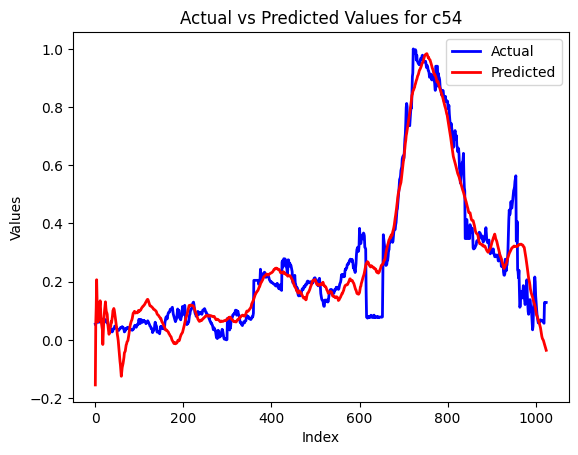 Actual vs Predicted Values for c54
Actual
Predicted
Values
1.0
0.8
0.6
0.4
0.2
0.0
−0.2
0
200
400
600
800
1000
Index